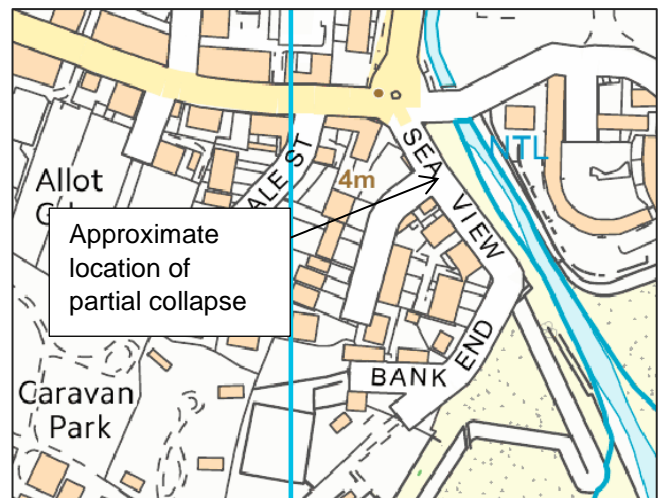 SEA VIEW
NTL
ALE ST
4m
Allot
G
Approximate
location of
partial collapse
BANK END
Caravan
Park